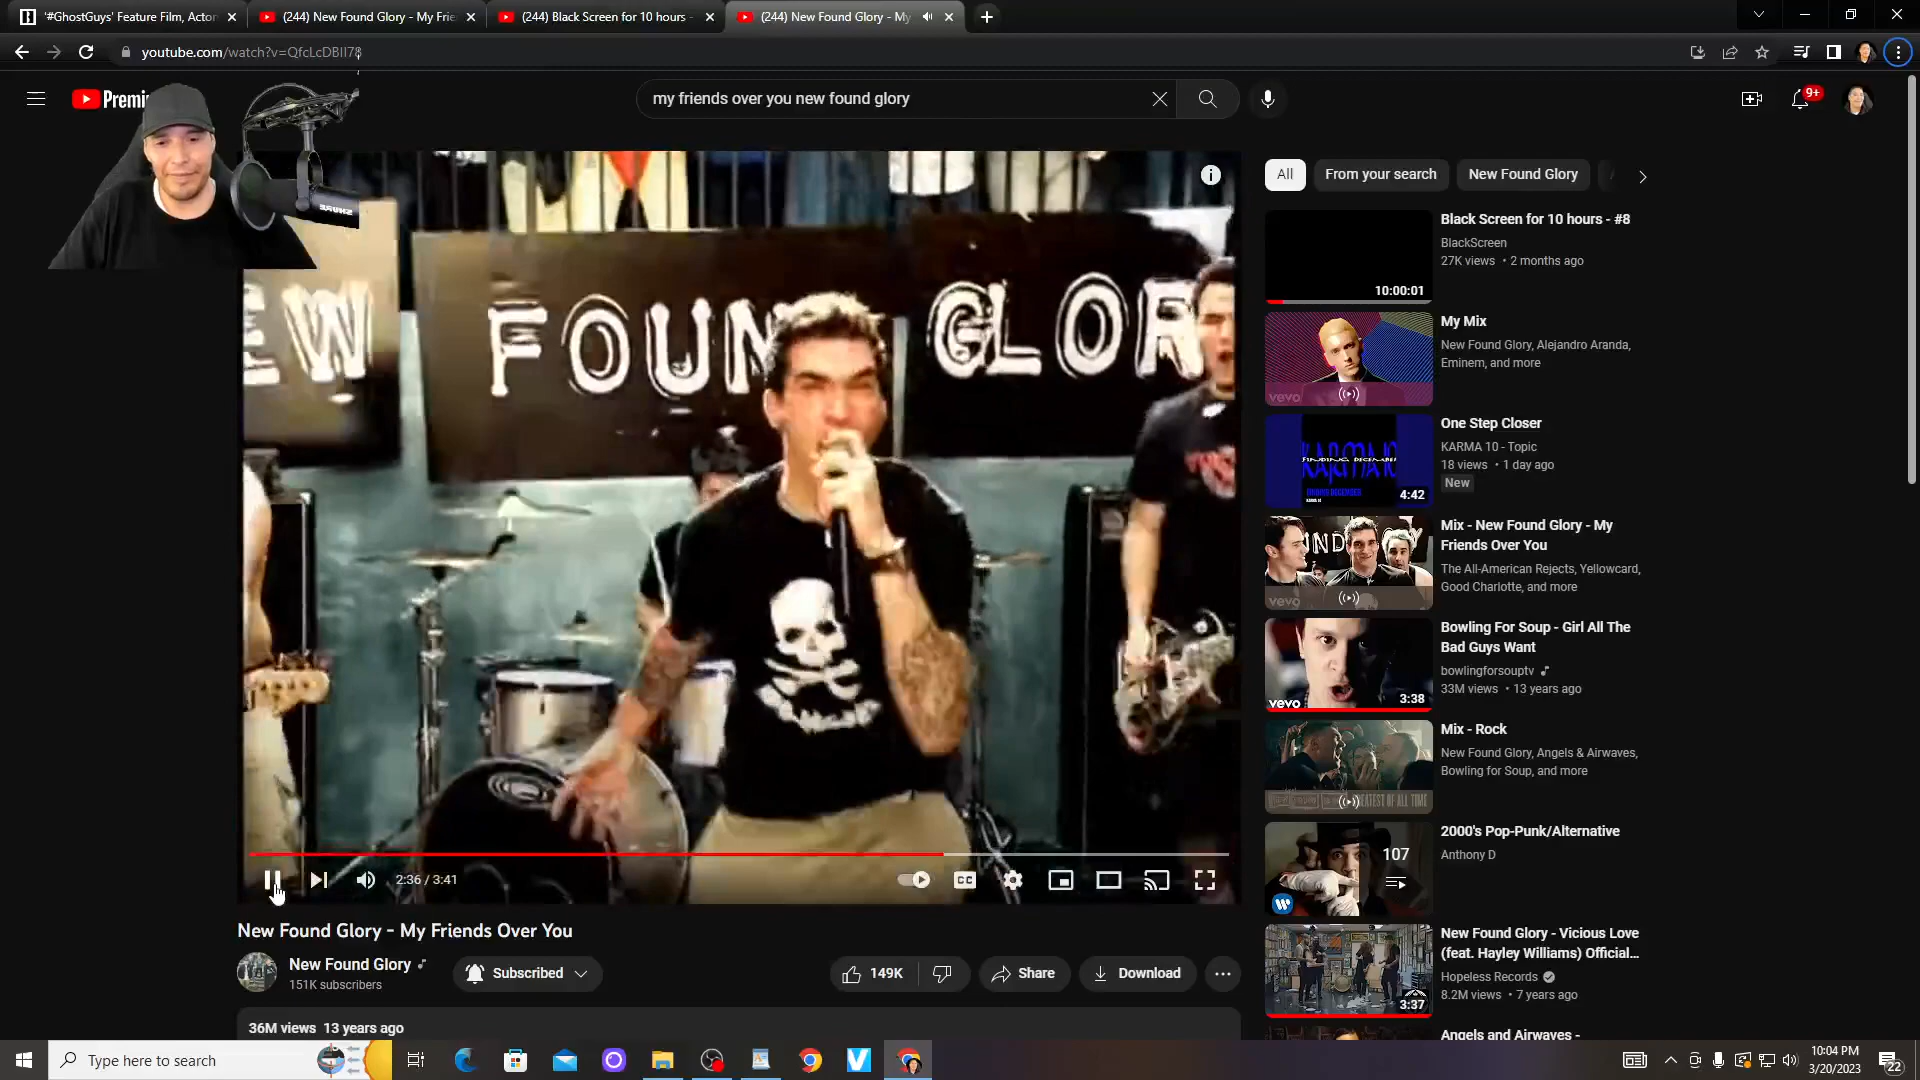 '#GhostGuys' Feature Film, Actor
(244) New Found Glory - My Frie
(244) Black Screen for 10 hours -
(244) New Found Glory - My
youtube.com/watch?v=QfcLcDBII78
Premi
my friends over you new found glory
9+
EW FOUN GLOR
SHURE
All
From your search
New Found Glory
Black Screen for 10 hours - #8
BlackScreen
27K views • 2 months ago
10:00:01
My Mix
New Found Glory, Alejandro Aranda,
Eminem, and more
vevo
One Step Closer
KARMA 10 - Topic
18 views • 1 day ago
New
KARMA10
4:42
Mix - New Found Glory - My
Friends Over You
The All-American Rejects, Yellowcard,
Good Charlotte, and more
UND
vevo
Bowling For Soup - Girl All The
Bad Guys Want
bowlingforsouptv
33M views • 13 years ago
vevo
3:38
Mix - Rock
New Found Glory, Angels & Airwaves,
Bowling for Soup, and more
GREATEST OF ALL TIME
2000's Pop-Punk/Alternative
Anthony D
107
New Found Glory - Vicious Love
(feat. Hayley Williams) Official...
Hopeless Records
8.2M views • 7 years ago
3:37
Angels and Airwaves -
2:36 / 3:41
CC
New Found Glory - My Friends Over You
New Found Glory
151K subscribers
Subscribed
149K
Share
Download
36M views 13 years ago
Type here to search
10:04 PM
3/20/2023
22